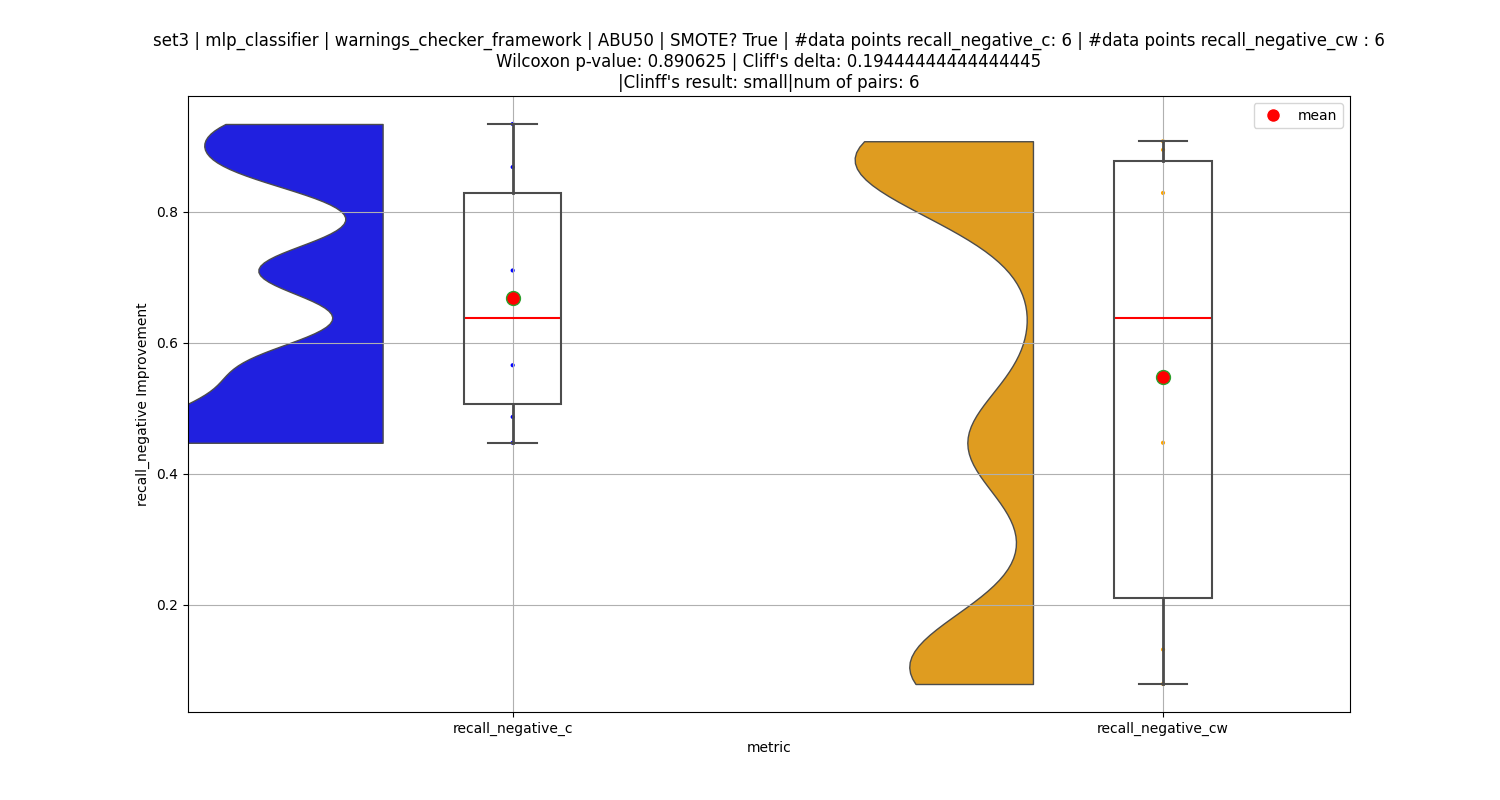 set3 | mlp_classifier | warnings_checker_framework | ABU50 | SMOTE? True | #data points recall_negative_c: 6 | #data points recall_negative_cw : 6
Wilcoxon p-value: 0.890625 | Cliff's delta: 0.19444444444444445
|Clinff's result: small|num of pairs: 6
mean
0.8
0.6
0.4
0.2
recall_negative Improvement
recall_negative_c
recall_negative_cw
metric